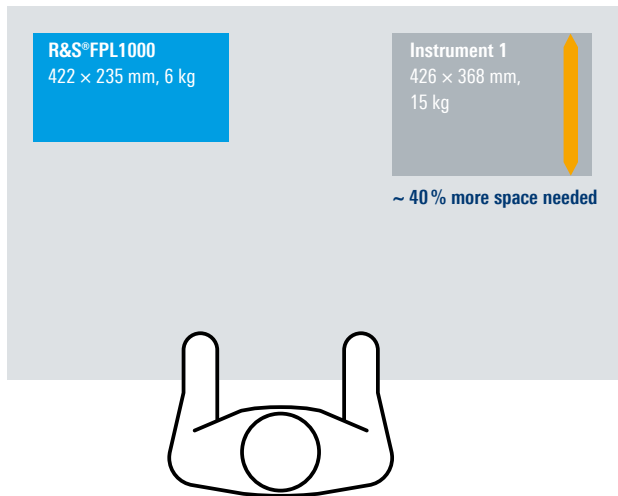 R&S®FPL1000
422 × 235 mm, 6 kg
Instrument 1
426 × 368 mm,
15 kg
~ 40 % more space needed